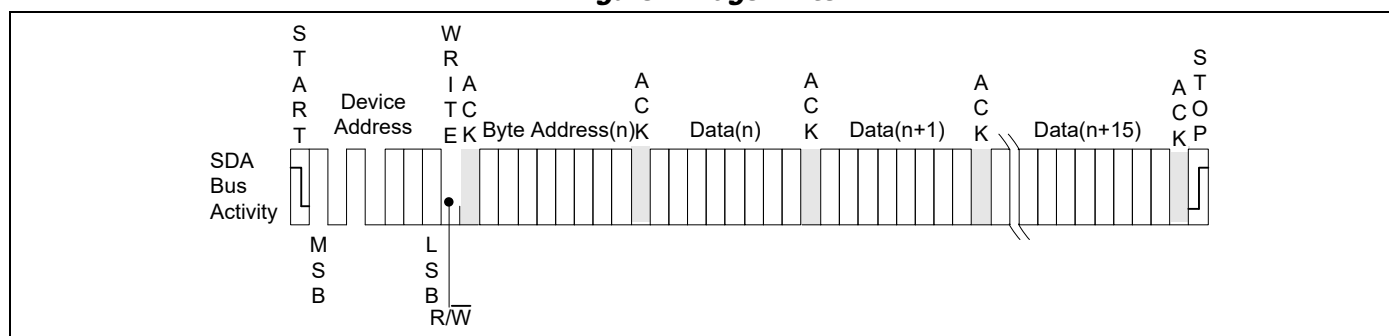 START
WRITE
ACK
Device
Address
Byte Address(n)
ACK
Data(n)
ACK
Data(n+1)
ACK
Data(n+15)
ACK
STOP
SDA
Bus
Activity
MSB
LSB
R/W̅